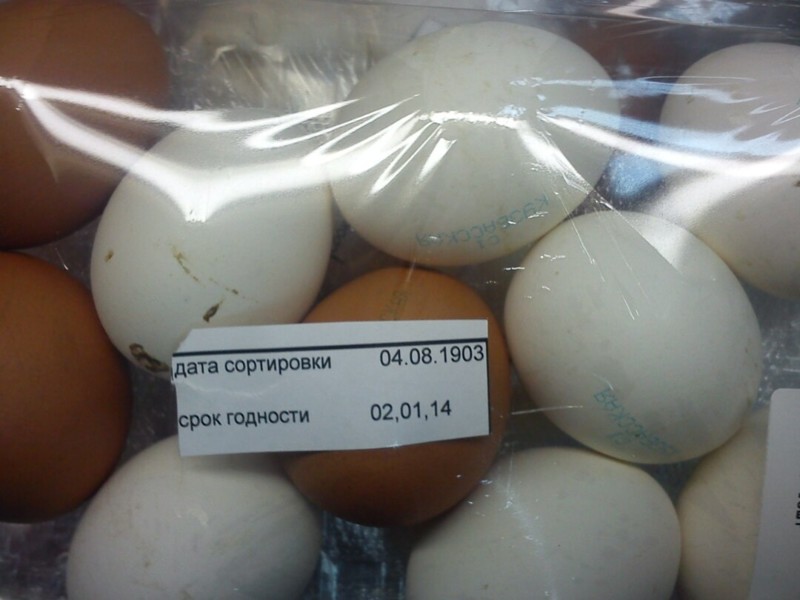 дата сортировки 04.08.1903
срок годности 02,01,14